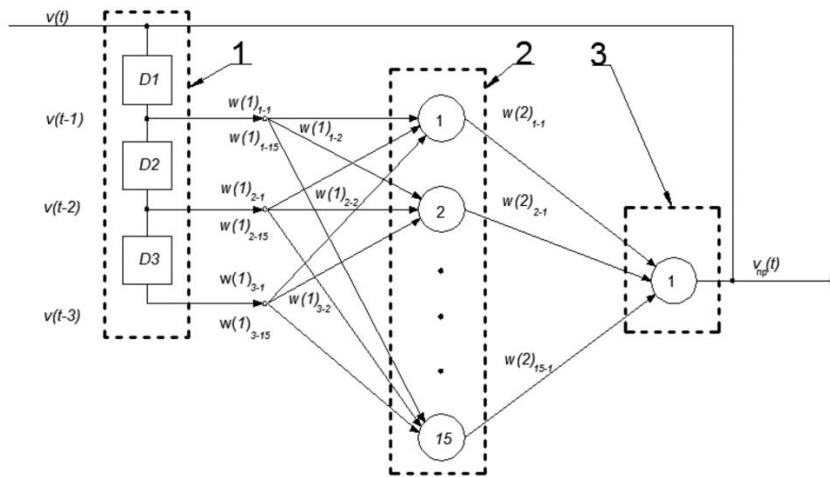 v(t)
1
2
3
D1
w(1)1-1
w(1)1-2
w(2)1-1
v(t-1)
w(1)1-15
1
D2
w(1)2-1
w(1)2-2
2
w(2)2-1
v(t-2)
w(1)2-15
D3
w(1)3-1
w(1)3-2
1
vпр(t)
v(t-3)
w(1)3-15
w(2)15-1
15